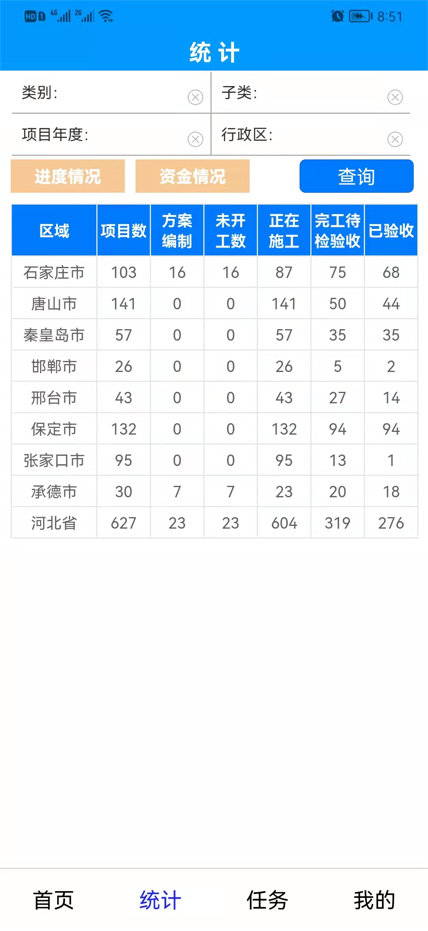 HD 1 4G 2G 8:51
统计
类别： 子类：
项目年度： 行政区：
进度情况 资金情况 查询
区域 项目数 方案编制 未开工数 正在施工 完工待检验收 已验收
石家庄市 103 16 16 87 75 68
唐山市 141 0 0 141 50 44
秦皇岛市 57 0 0 57 35 35
邯郸市 26 0 0 26 5 2
邢台市 43 0 0 43 27 14
保定市 132 0 0 132 94 94
张家口市 95 0 0 95 13 1
承德市 30 7 7 23 20 18
河北省 627 23 23 604 319 276
首页 统计 任务 我的